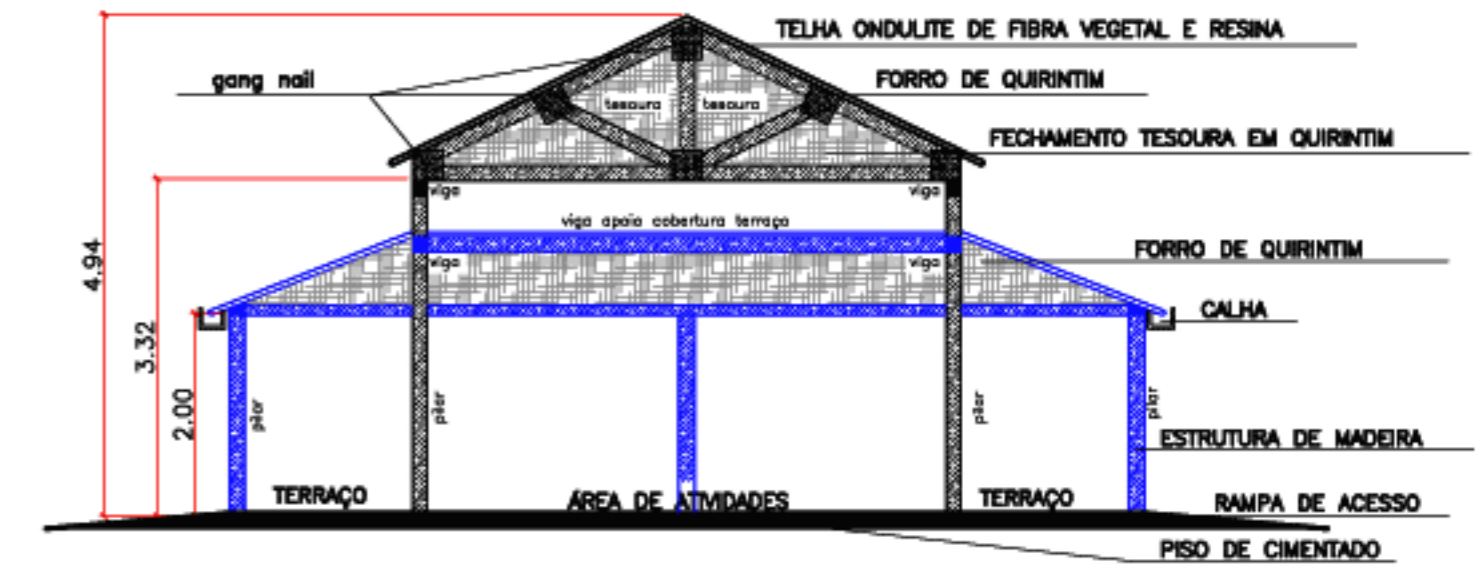 TELHA ONDULITE DE FIBRA VEGETAL E RESINA
gang nail
FORRO DE QUIRINTIM
tesoura
tesoura
FECHAMENTO TESOURA EM QUIRINTIM
viga
viga
viga apoio cobertura terraço
4.94
FORRO DE QUIRINTIM
viga
viga
CALHA
3.32
2.00
pilar
pilar
pilar
pilar
ESTRUTURA DE MADEIRA
TERRAÇO
ÁREA DE ATIVIDADES
TERRAÇO
RAMPA DE ACESSO
PISO DE CIMENTADO